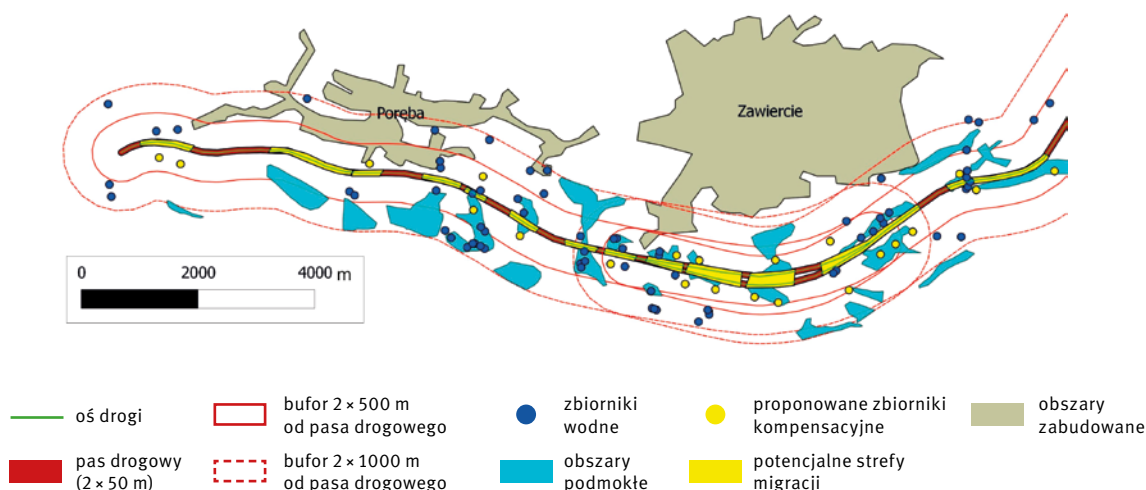 Poręba
Zawiercie
0 2000 4000 m
oś drogi
bufor 2 × 500 m
od pasa drogowego
zbiorniki
wodne
proponowane zbiorniki
kompensacyjne
obszary
zabudowane
pas drogowy
(2 × 50 m)
bufor 2 × 1000 m
od pasa drogowego
obszary
podmokłe
potencjalne strefy
migracji